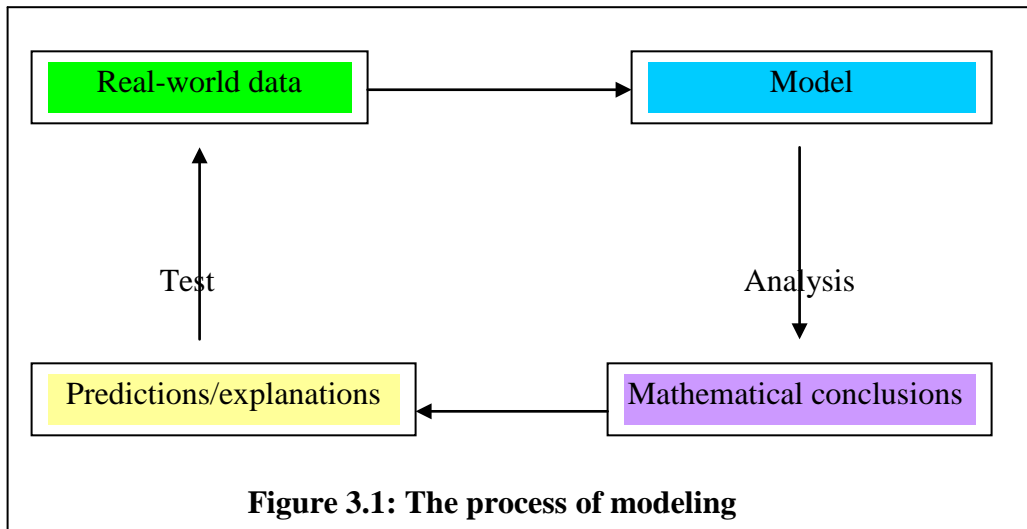 Real-world data
Model
Test
Analysis
Predictions/explanations
Mathematical conclusions
Figure 3.1: The process of modeling